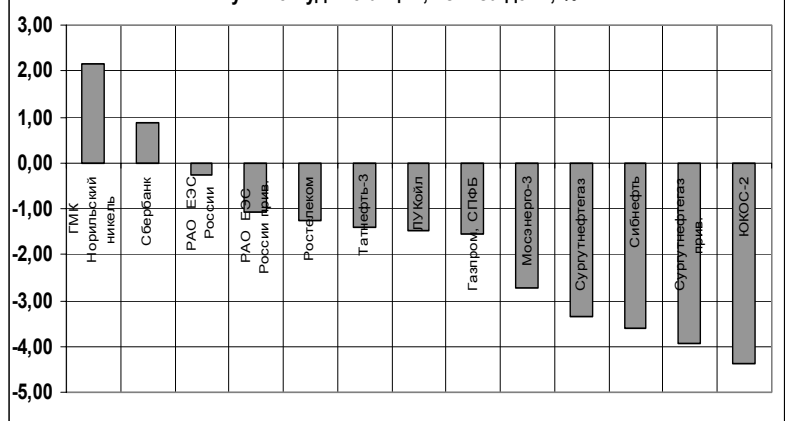 3,00
2,00
1,00
0,00
-1,00
-2,00
-3,00
-4,00
-5,00
ГМК
Норильский
никель
Сбербанк
РАО ЕЭС
России
РАО ЕЭС
России прив.
Ростелеком
Татнефть-3
ЛУКойл
Газпром, СПФБ
Мосэнерго-3
Сургутнефтегаз
Сибнефть
Сургутнефтегаз
прив.
ЮКОС-2